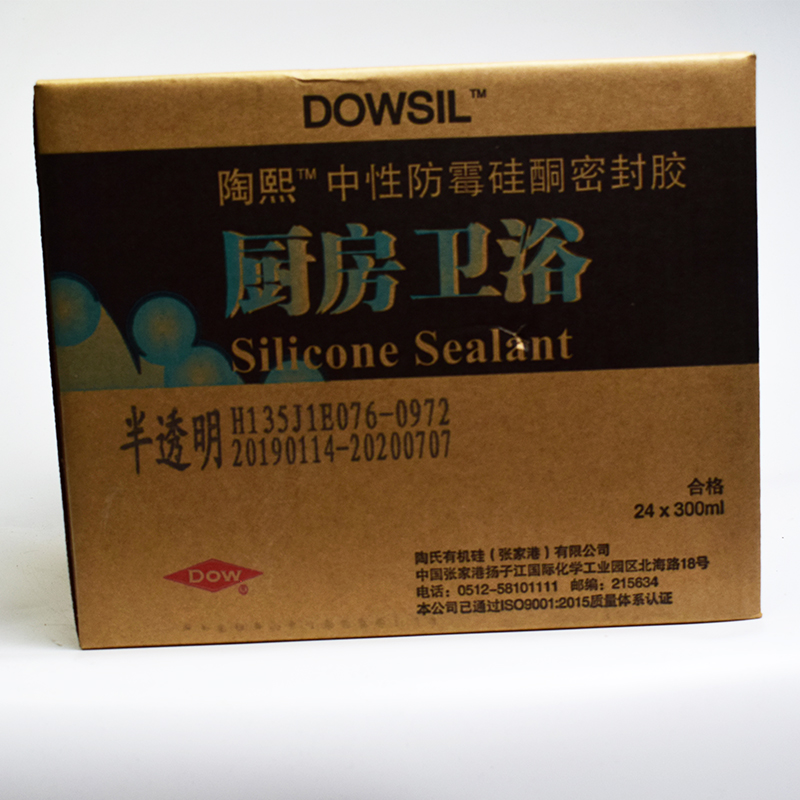 DOWSIL™
陶熙™中性防霉硅酮密封胶
厨房卫浴
Silicone Sealant
半透明
H135J1E076-0972
20190114-20200707
合格
24 x 300ml
陶氏有机硅（张家港）有限公司
中国张家港扬子江国际化学工业园区北海路18号
电话：0512-58101111 邮编：215634
本公司已通过ISO9001:2015质量体系认证
DOW®